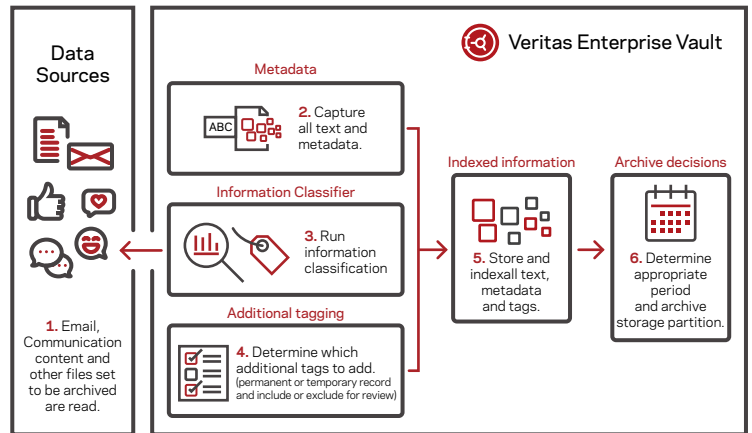 Data
Sources
1. Email,
Communication
content and
other files set
to be archived
are read.
Veritas Enterprise Vault
Metadata
ABC
2. Capture
all text and
metadata.
Information Classifier
3. Run
information
classification
Additional tagging
4. Determine which
additional tags to add.
(permanent or temporary record
and include or exclude for review)
Indexed information
5. Store and
indexall text,
metadata
and tags.
Archive decisions
6. Determine
appropriate
period
and archive
storage partition.